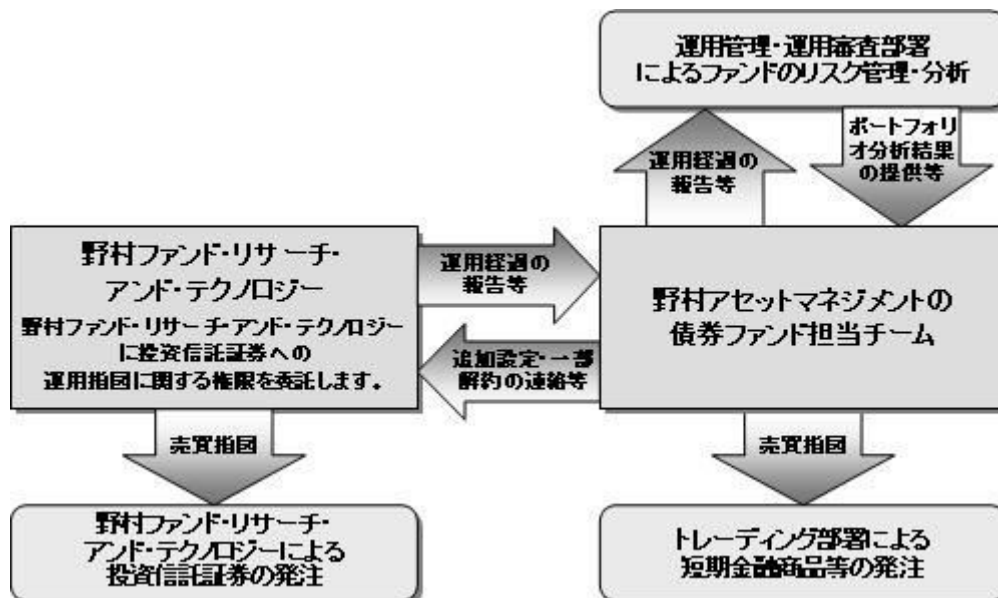 運用管理・運用審査部署
によるファンドのリスク管理・分析
運用経過の
報告等
ポートフォリ
オ分析結果
の提供等
野村ファンド・リサーチ・
アンド・テクノロジー
野村ファンド・リサーチ・アンド・テクノロジー
に投資信託証券への
運用指図に関する権限を委託します。
運用経過の
報告等
追加設定・一部
解約の連絡等
野村アセットマネジメントの
債券ファンド担当チーム
売買指図
売買指図
野村ファンド・リサーチ・
アンド・テクノロジーによる
投資信託証券の発注
トレーディング部署による
短期金融商品等の発注